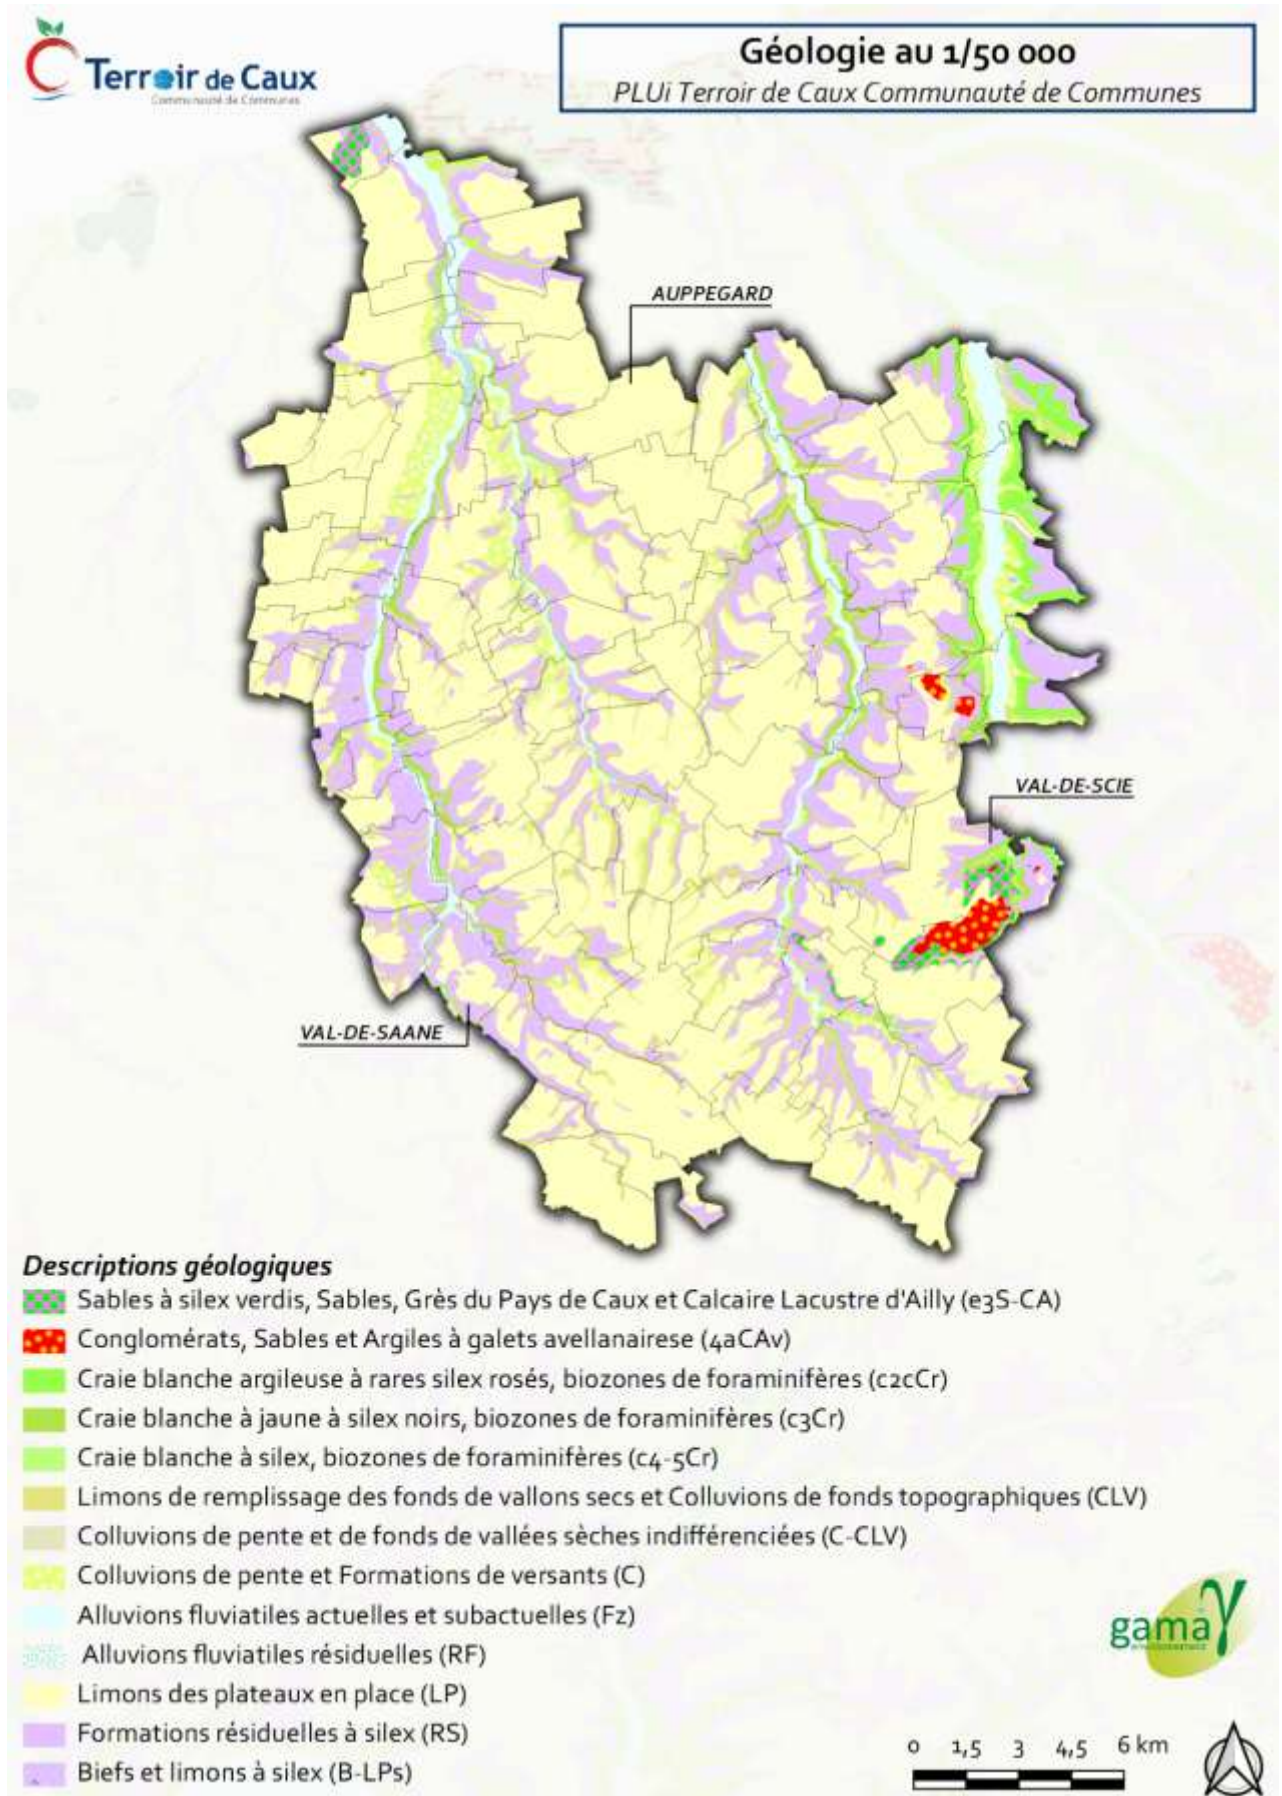 Terroir de Caux
Communauté de Communes
Géologie au 1/50 000
PLUi Terroir de Caux Communauté de Communes
AUPPEGARD
VAL-DE-SCIE
VAL-DE-SAANE
Descriptions géologiques
Sables à silex verdis, Sables, Grès du Pays de Caux et Calcaire Lacustre d'Ailly (e3S-CA)
Conglomérats, Sables et Argiles à galets avellanairese (4aCAv)
Craie blanche argileuse à rares silex rosés, biozones de foraminifères (c2cCr)
Craie blanche à jaune à silex noirs, biozones de foraminifères (c3Cr)
Craie blanche à silex, biozones de foraminifères (c4-5Cr)
Limons de remplissage des fonds de vallons secs et Colluvions de fonds topographiques (CLV)
Colluvions de pente et de fonds de vallées sèches indifférenciées (C-CLV)
Colluvions de pente et Formations de versants (C)
Alluvions fluviatiles actuelles et subactuelles (Fz)
Alluvions fluviatiles résiduelles (RF)
Limons des plateaux en place (LP)
Formations résiduelles à silex (RS)
Biefs et limons à silex (B-LPs)
gama
environnement
0 1,5 3 4,5 6 km